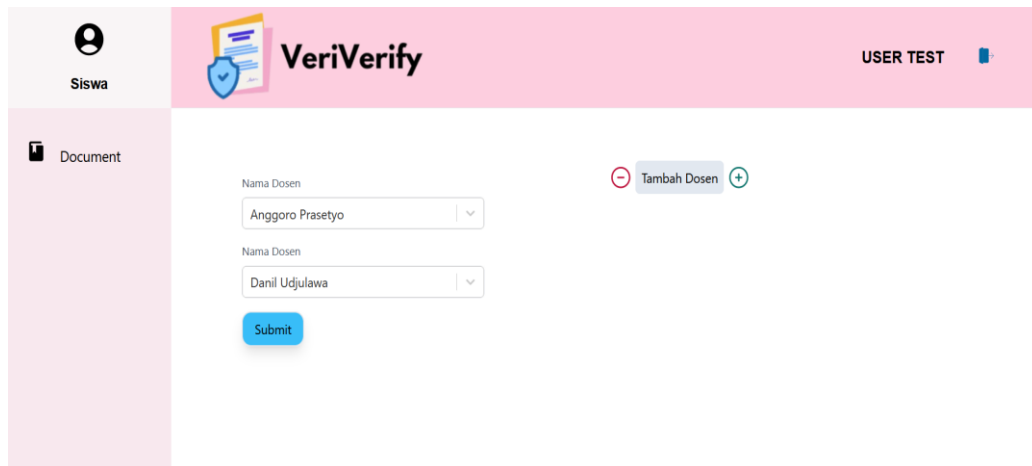 Siswa
VeriVerify
USER TEST
Document
Nama Dosen
Anggoro Prasetyo
Nama Dosen
Danil Udjulawa
Submit
Tambah Dosen